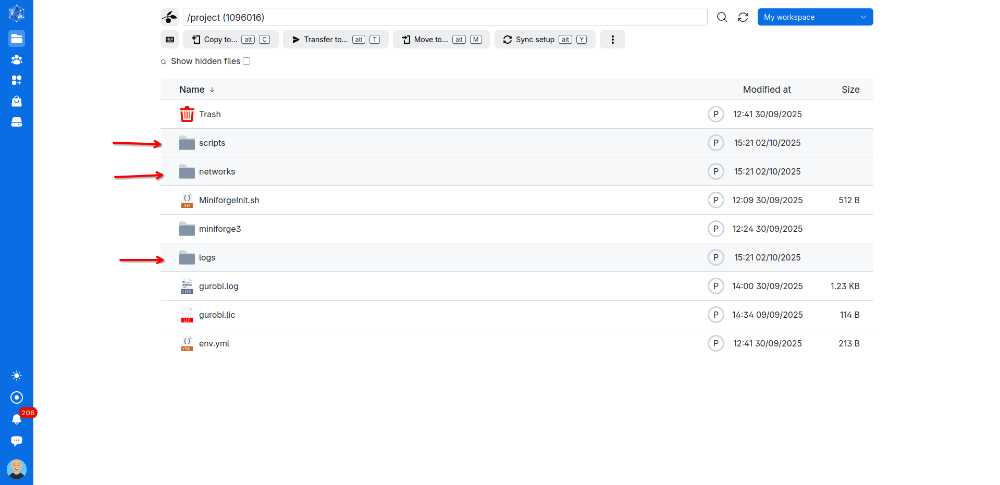 /project (1096016)
My workspace
Copy to... alt C
Transfer to... alt T
Move to... alt M
Sync setup alt Y
Show hidden files
Name Modified at Size
Trash P 12:41 30/09/2025
scripts P 15:21 02/10/2025
networks P 15:21 02/10/2025
{} SH MiniforgeInit.sh P 12:09 30/09/2025 512 B
miniforge3 P 12:24 30/09/2025
logs P 15:21 02/10/2025
LOG gurobi.log P 14:00 30/09/2025 1.23 KB
LIC gurobi.lic P 14:34 09/09/2025 114 B
{} YML env.yml P 12:41 30/09/2025 213 B
206